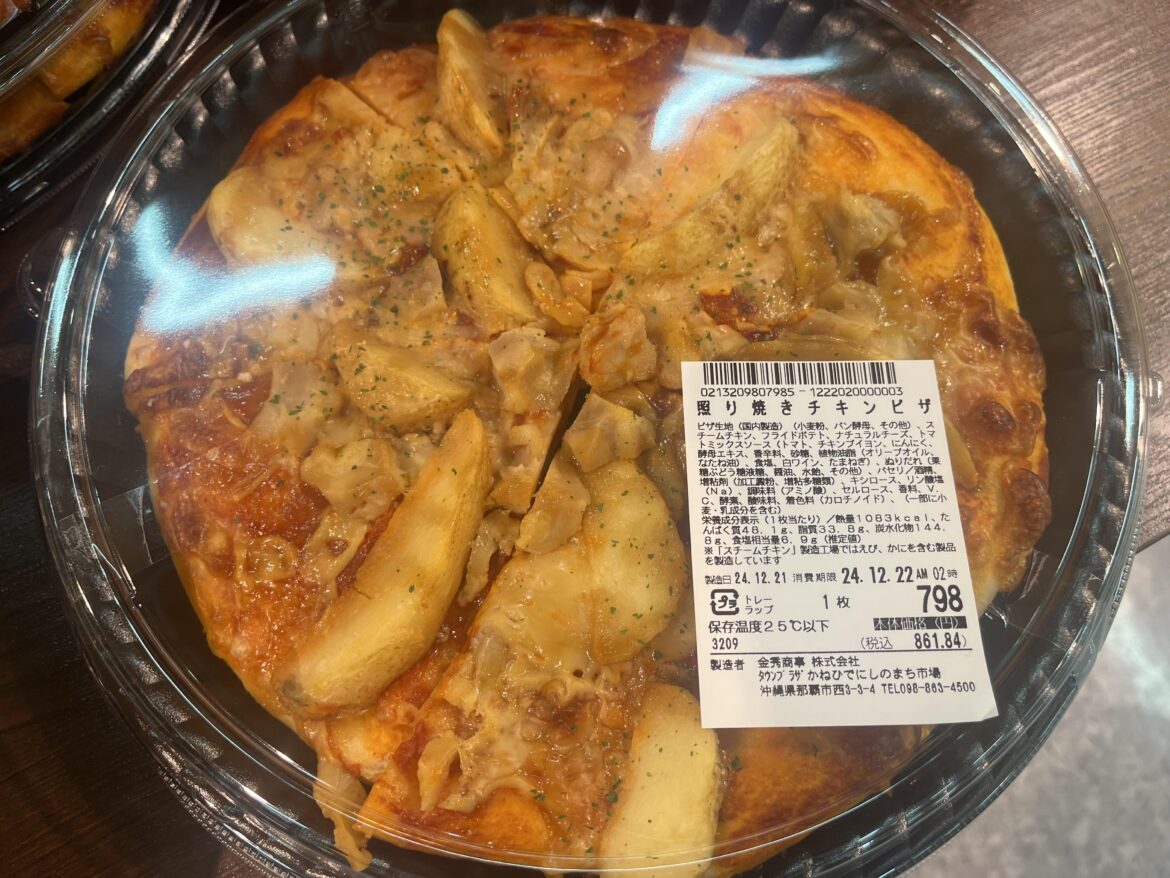 0213209807985-1222020000003
照り焼きチキンピザ
ピザ生地(国内製造)(小麦粉、パン酵母、その他)、ス
チームチキン、フライドポテト、ナチュラルチーズ、トマ
トミックスソース(トマト、チキンブイヨン、にんにく、
酵母エキス、香辛料、砂糖、植物油脂(オリーブオイル、
なたね油)、食塩、白ワイン、たまねぎ)、ぬりだれ(果
糖ぶどう糖液糖、醤油、水飴、その他)、パセリ/酒精、
増粘剤(加工澱粉、増粘多糖類)、キシロース、リン酸塩
(Na)、調味料(アミノ酸)、セルロース、香料、V.
C、酵素、酸味料、着色料(カロチノイド)、(一部に小
麦・乳成分を含む)
栄養成分表示(1枚当たり)/熱量1083kcal、た
んぱく質48.1g、脂質33.8g、炭水化物144.
8g、食塩相当量6.9g(推定値)
※「スチームチキン」製造工場ではえび、かにを含む製品
を製造しています
製造日 24.12.21 消費期限 24.12.22 AM 02時
プラ トレー ラップ 1枚 798
保存温度25℃以下 本体価格(円)
3209 (税込 861.84)
製造者 金秀商事 株式会社
タウンプラザかねひでにしのまち市場
沖縄県那覇市西3-3-4 TEL098-863-4500